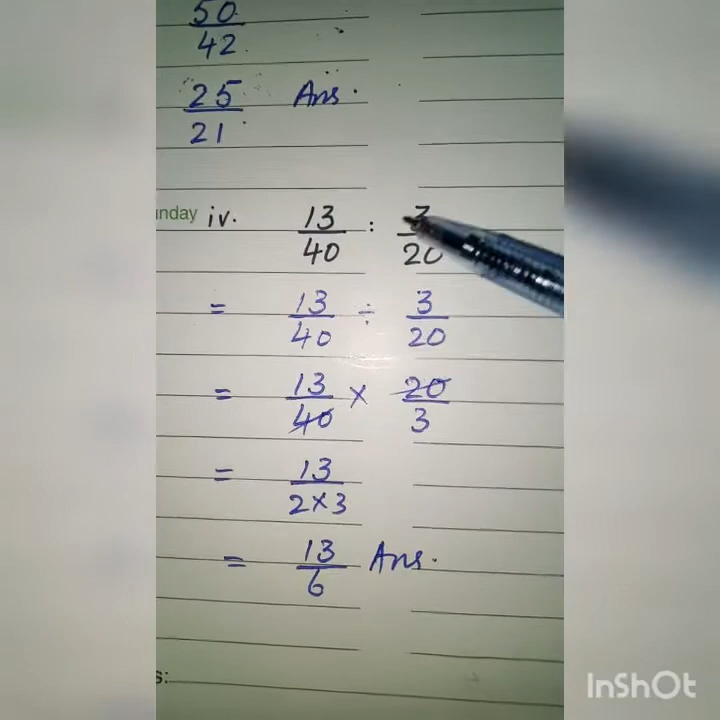 50/42
25/21 Ans.
unday iv. 13/40 : 3/20
= 13/40 ÷ 3/20
= 13/40 × 20/3
= 13/2×3
= 13/6 Ans.
s:
InShOt